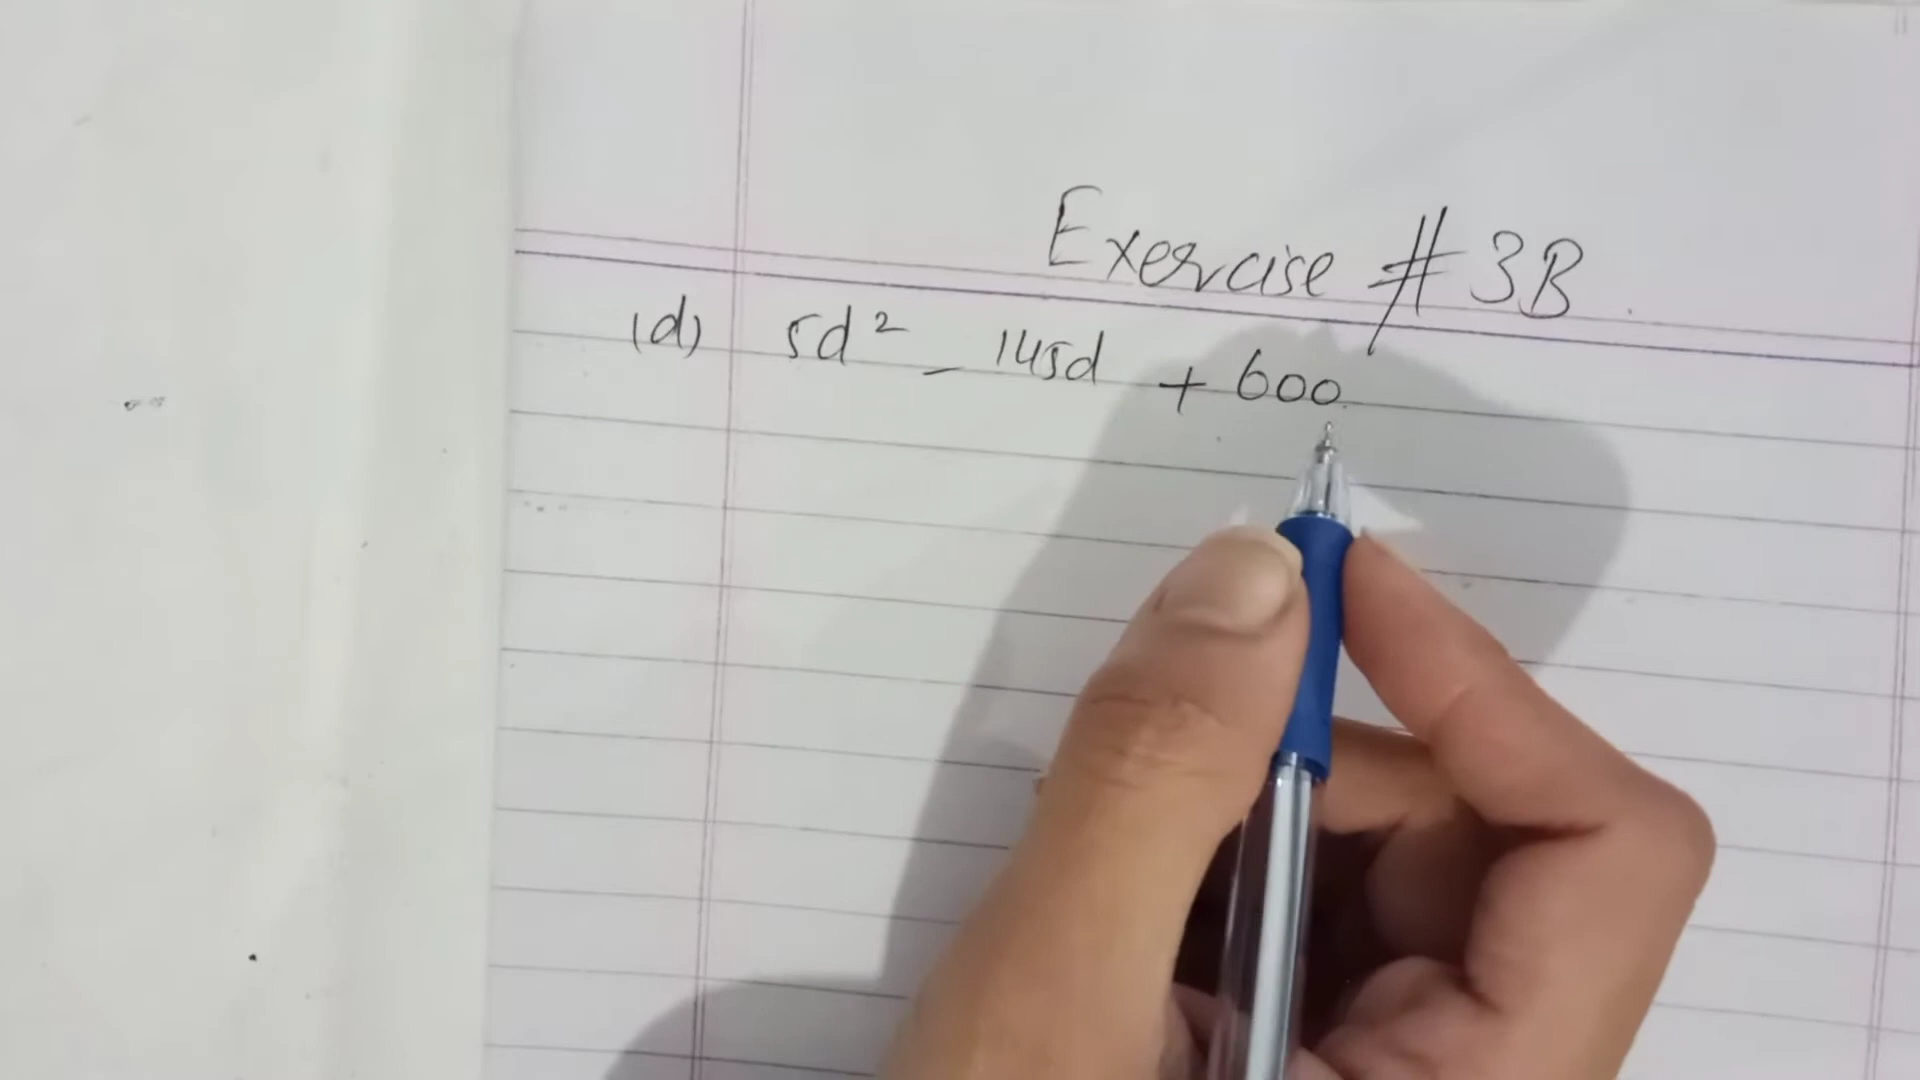 Exercise # 3B.
(d) 5d² - 145d + 600.